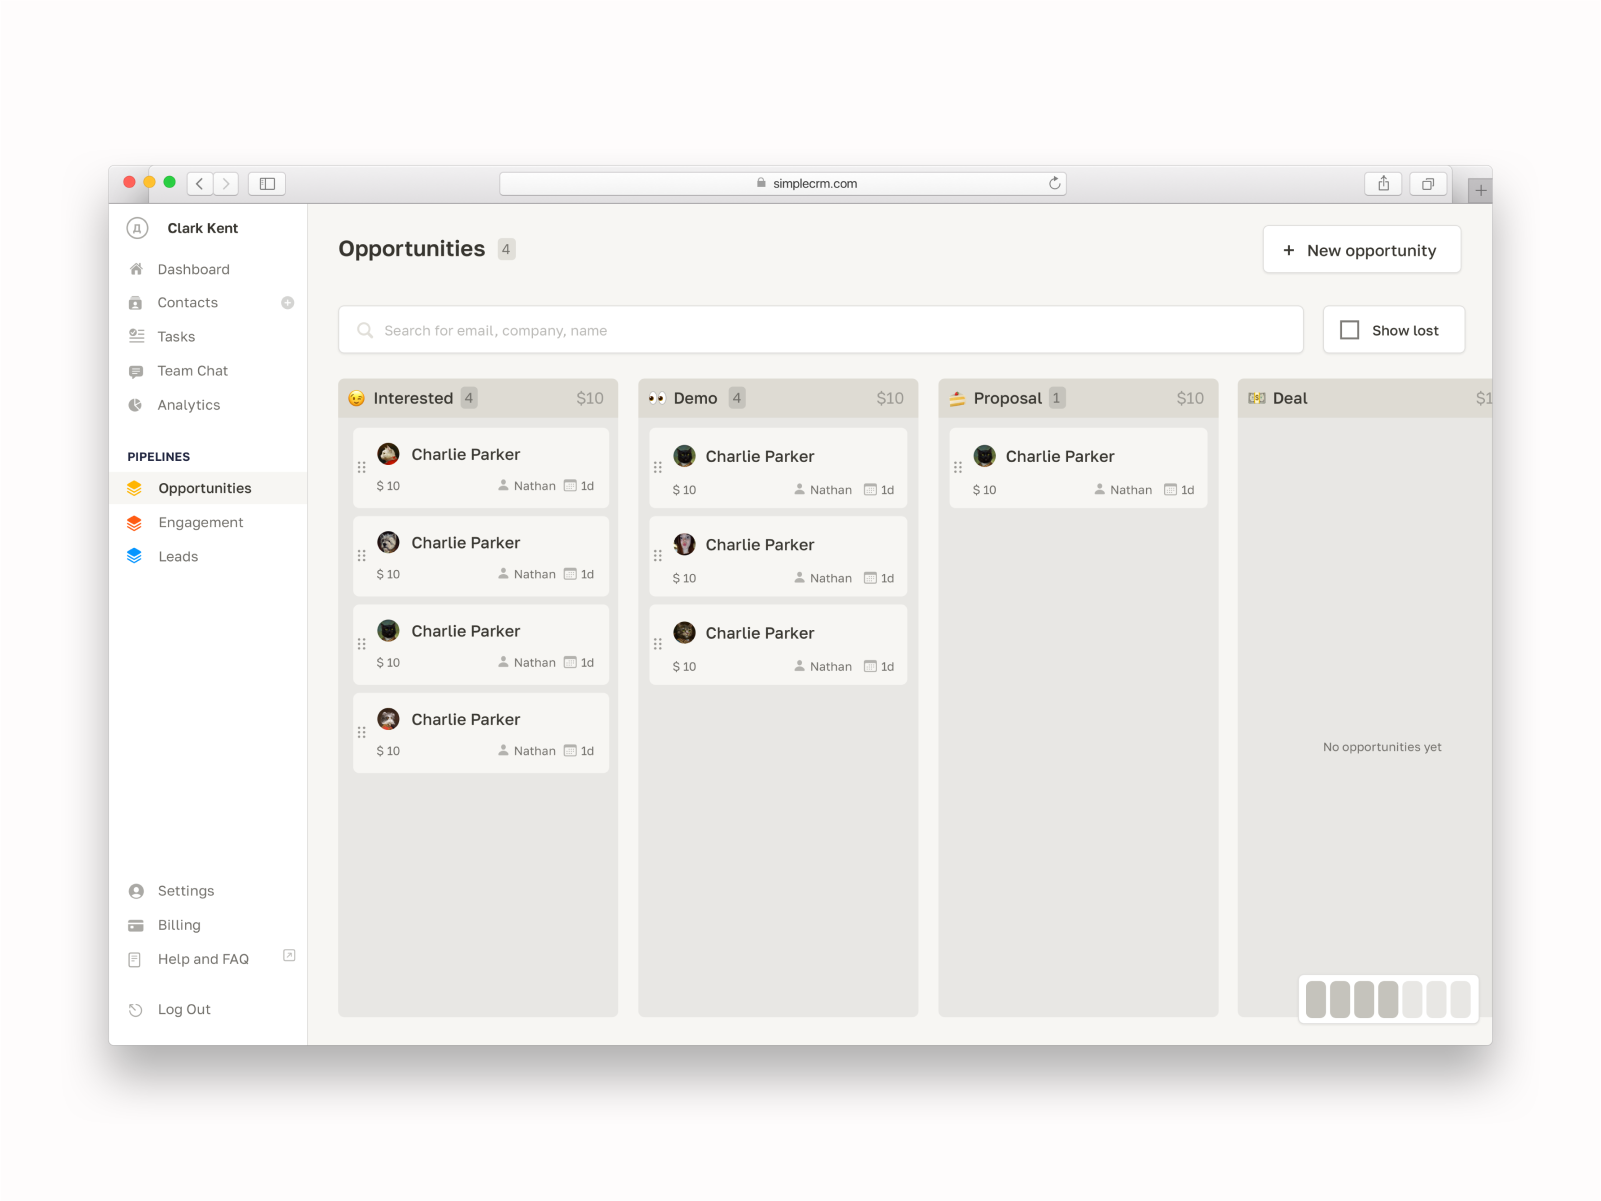 simplecrm.com
Д Clark Kent
Dashboard
Contacts
Tasks
Team Chat
Analytics
PIPELINES
Opportunities
Engagement
Leads
Settings
Billing
Help and FAQ
Log Out
Opportunities 4
+ New opportunity
Search for email, company, name
Show lost
Interested 4 $10
Charlie Parker
$ 10 Nathan 1d
Charlie Parker
$ 10 Nathan 1d
Charlie Parker
$ 10 Nathan 1d
Charlie Parker
$ 10 Nathan 1d
Demo 4 $10
Charlie Parker
$ 10 Nathan 1d
Charlie Parker
$ 10 Nathan 1d
Charlie Parker
$ 10 Nathan 1d
Proposal 1 $10
Charlie Parker
$ 10 Nathan 1d
Deal $1
No opportunities yet